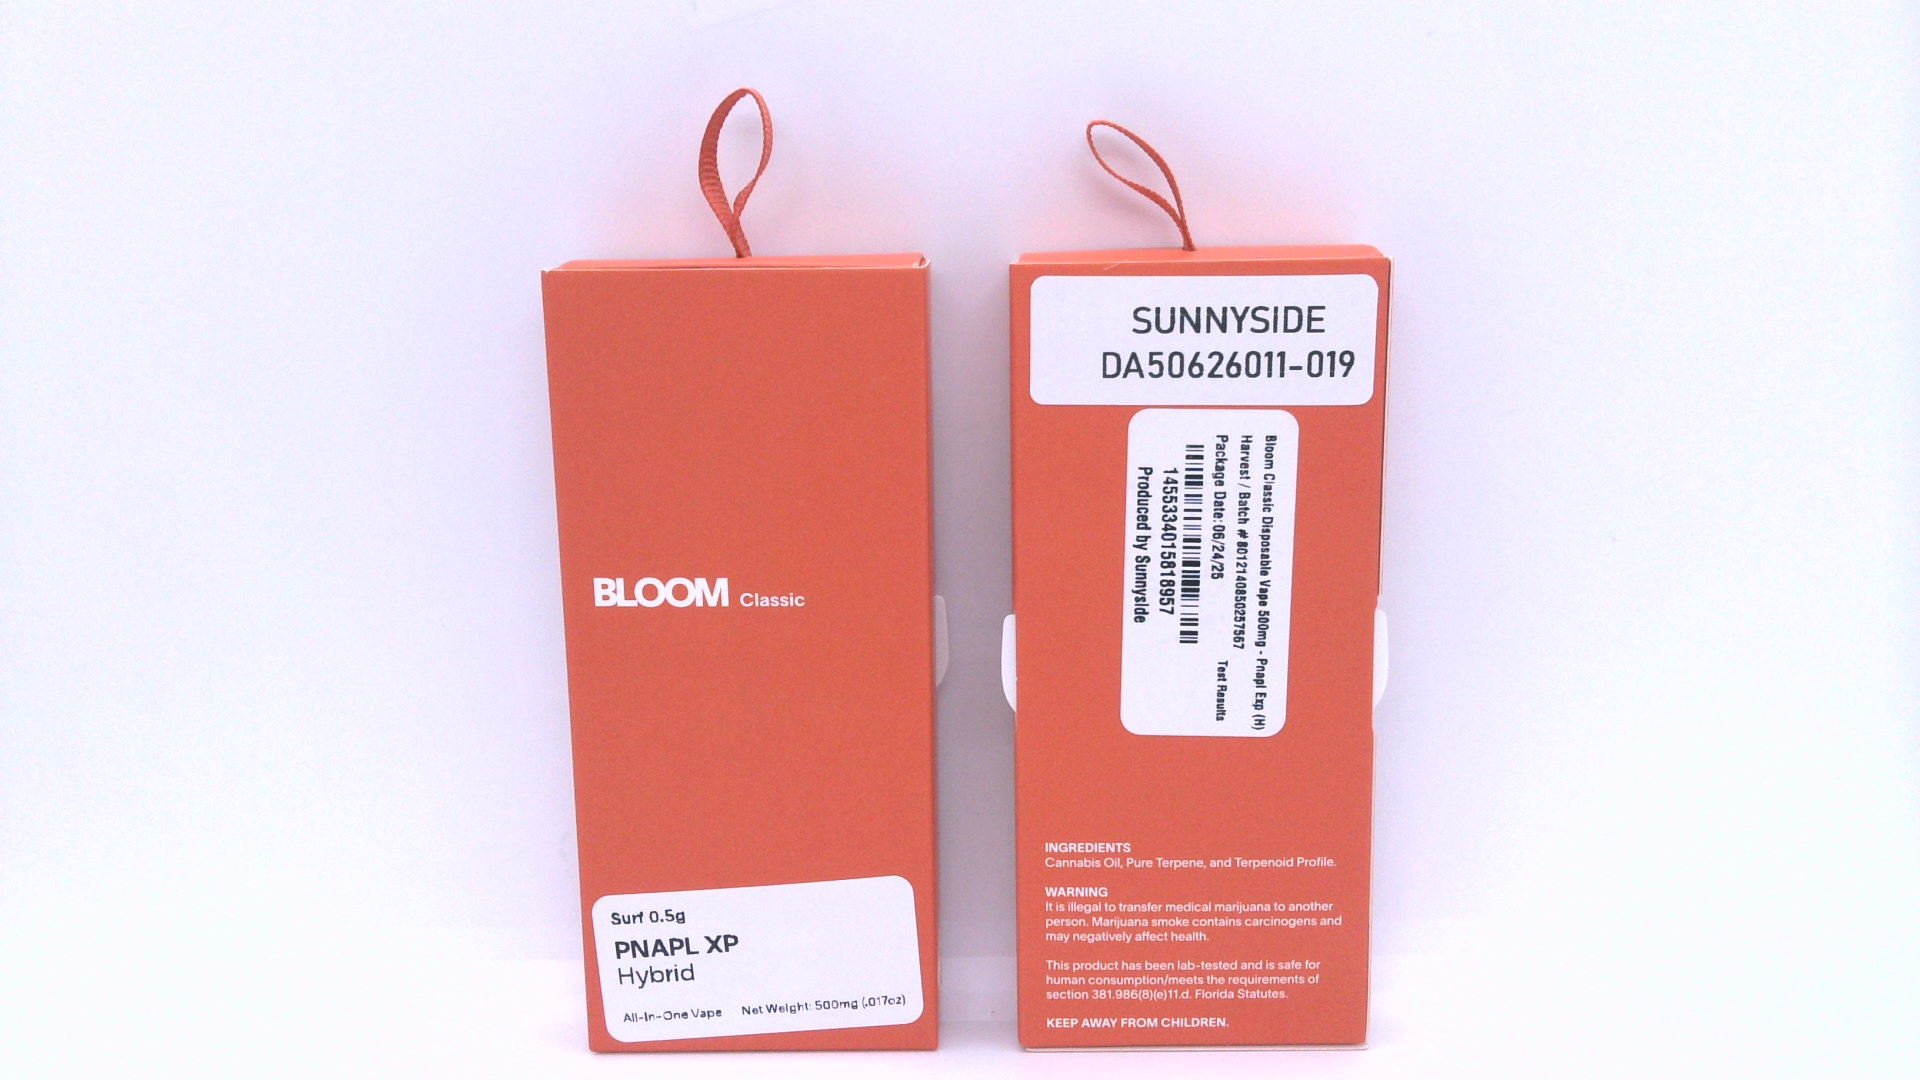 BLOOM Classic
Surf 0.5g
PNAPL XP
Hybrid
All-In-One Vape Net Weight: 500mg (.017oz)
SUNNYSIDE
DA50626011-019
Bloom Classic Disposable Vape 500mg - Pnapl Exp (H)
Harvest / Batch # 8012140850257567
Package Date: 06/24/25 Test Results
1455334015818957
Produced by Sunnyside
INGREDIENTS
Cannabis Oil, Pure Terpene, and Terpenoid Profile.
WARNING
It is illegal to transfer medical marijuana to another
person. Marijuana smoke contains carcinogens and
may negatively affect health.
This product has been lab-tested and is safe for
human consumption/meets the requirements of
section 381.986(8)(e)11.d. Florida Statutes.
KEEP AWAY FROM CHILDREN.